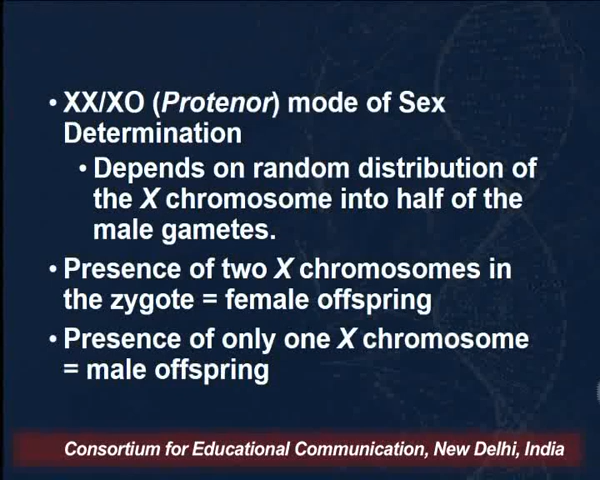 • XX/XO (Protenor) mode of Sex
Determination
• Depends on random distribution of
the X chromosome into half of the
male gametes.
• Presence of two X chromosomes in
the zygote = female offspring
• Presence of only one X chromosome
= male offspring
Consortium for Educational Communication, New Delhi, India